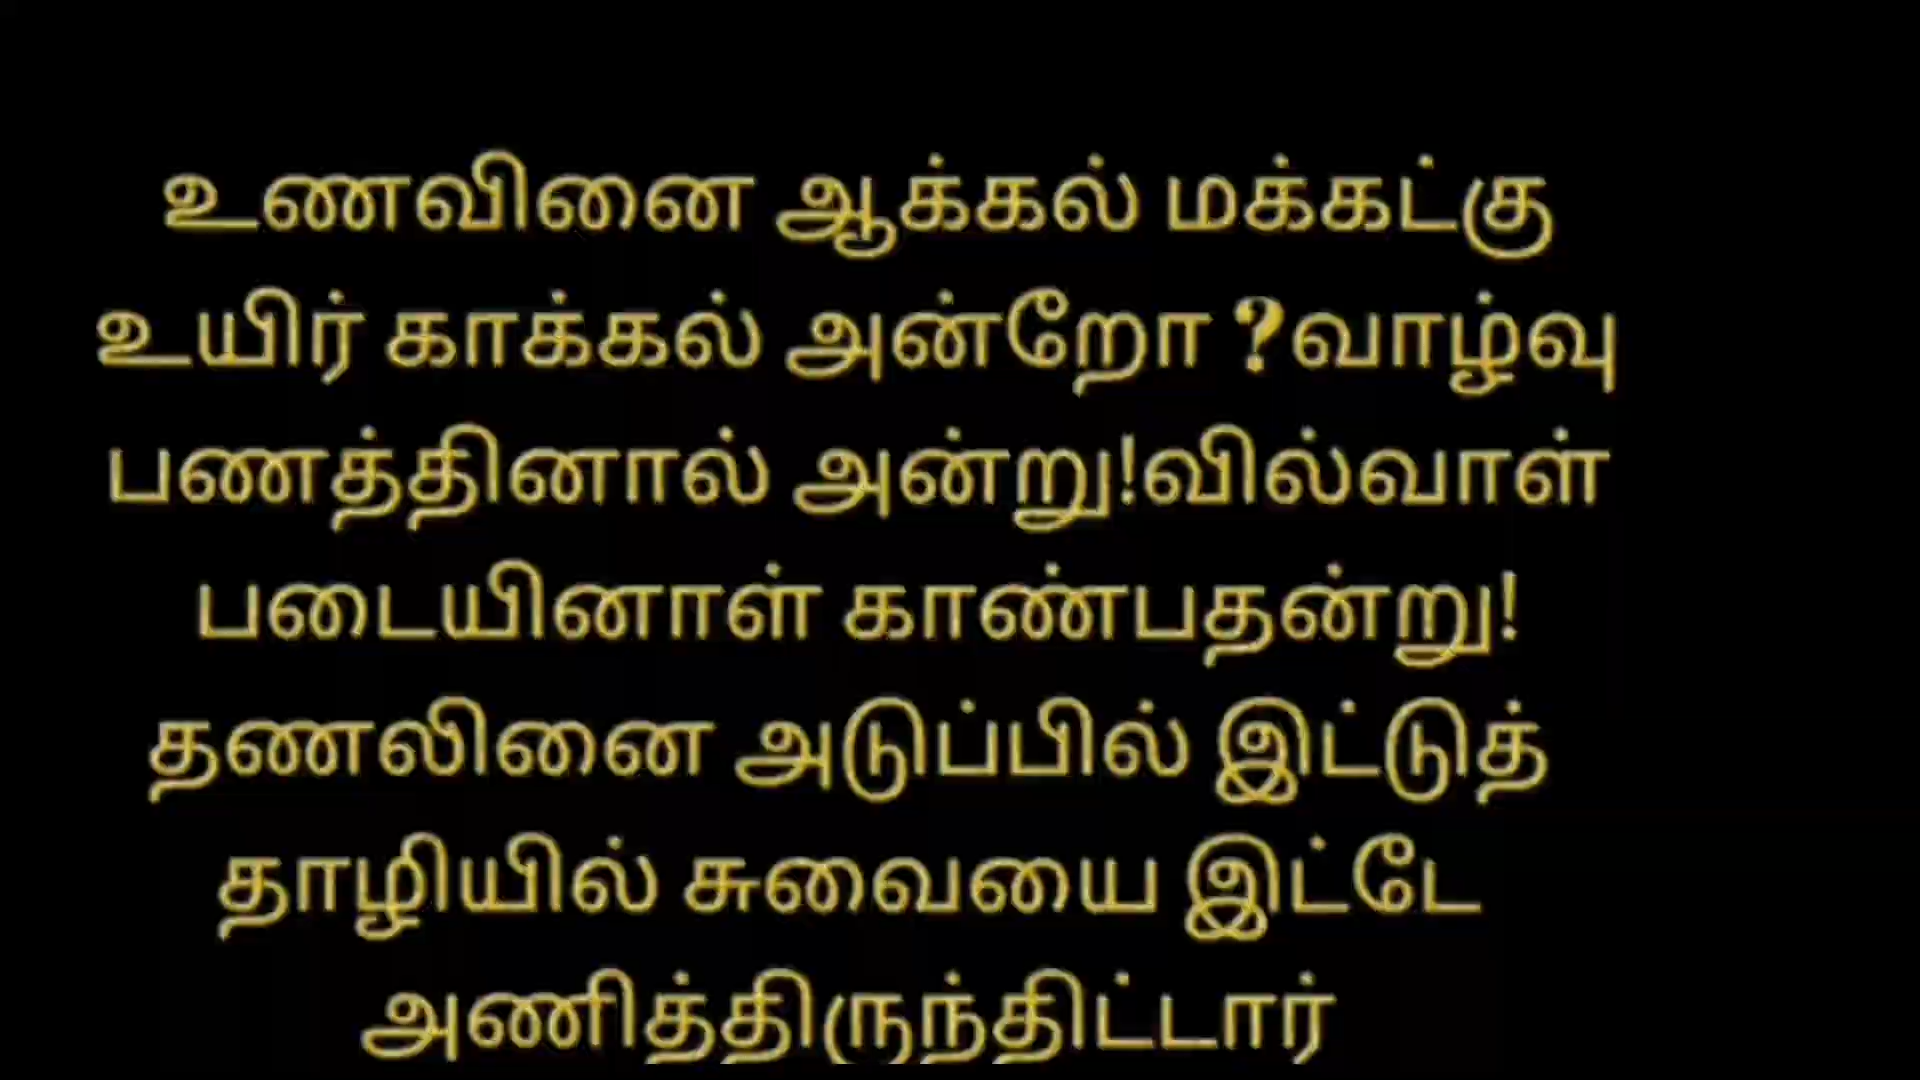 உணவினை ஆக்கல் மக்கட்கு
உயிர் காக்கல் அன்றோ ?வாழ்வு
பணத்தினால் அன்று!வில்வாள்
படையினாள் காண்பதன்று!
தணலினை அடுப்பில் இட்டுத்
தாழியில் சுவையை இட்டே
அணித்திருந்திட்டார்